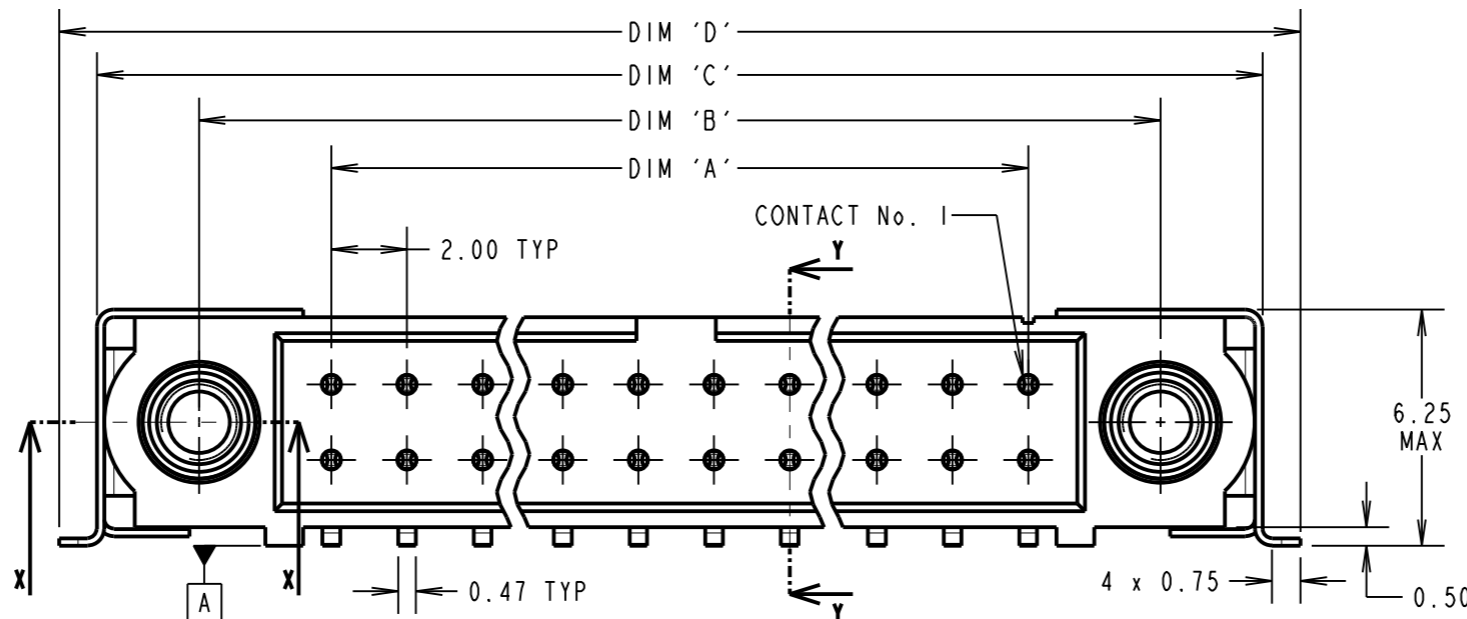 DIM 'D'
DIM 'C'
DIM 'B'
DIM 'A'
CONTACT No. 1
2.00 TYP
Y
6.25
MAX
X
X
A
0.47 TYP
Y
4 x 0.75
0.50